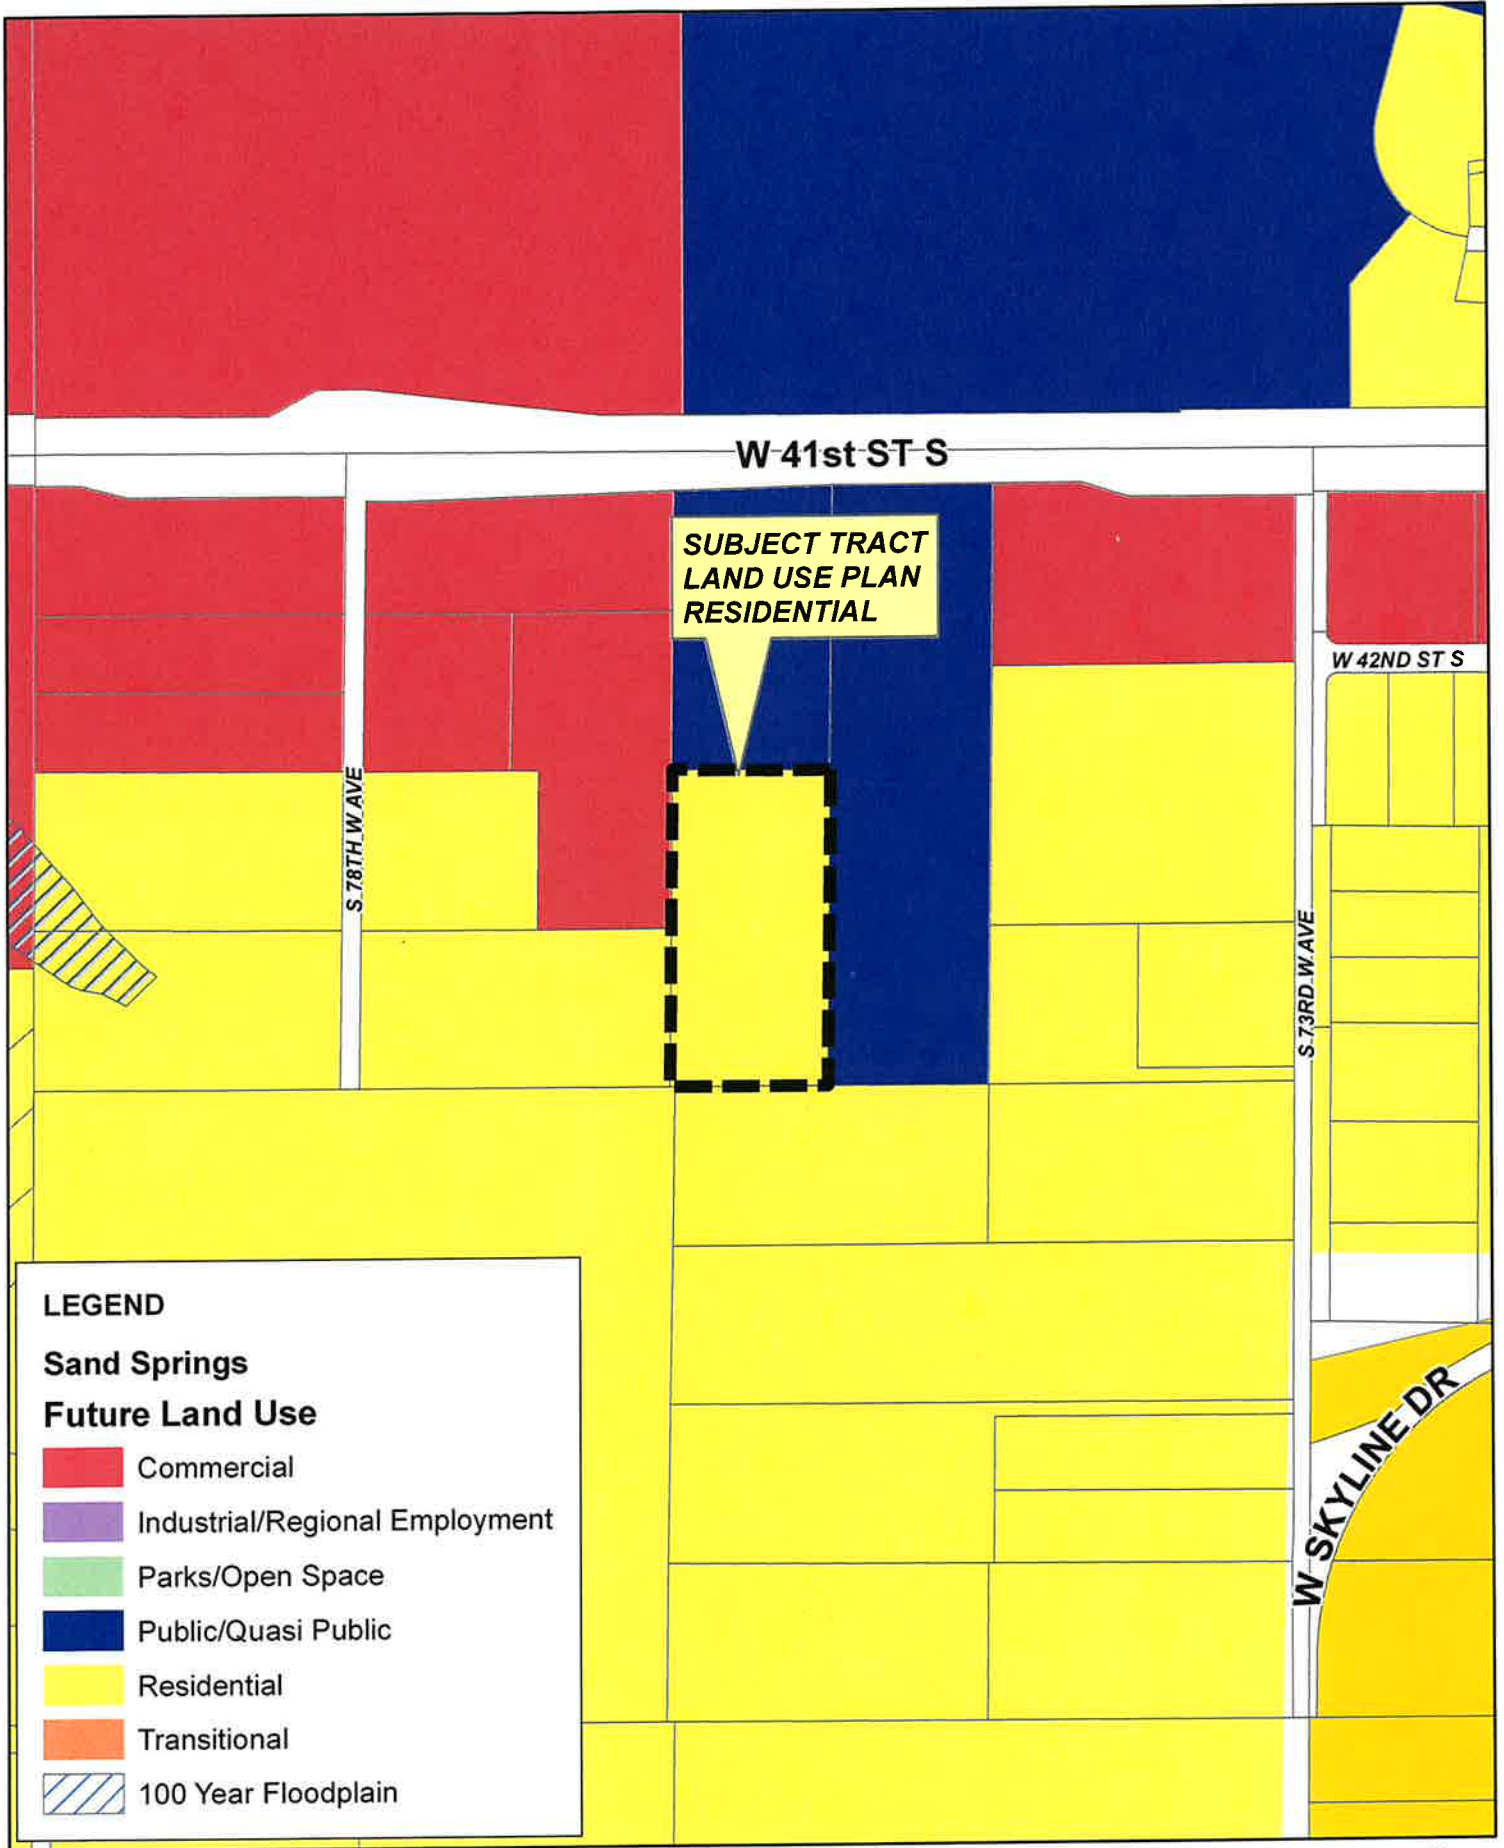 W 41st ST S
SUBJECT TRACT
LAND USE PLAN
RESIDENTIAL
W 42ND ST S
S 78TH W AVE
S 73RD W AVE
W SKYLINE DR
LEGEND
Sand Springs
Future Land Use
Commercial
Industrial/Regional Employment
Parks/Open Space
Public/Quasi Public
Residential
Transitional
100 Year Floodplain